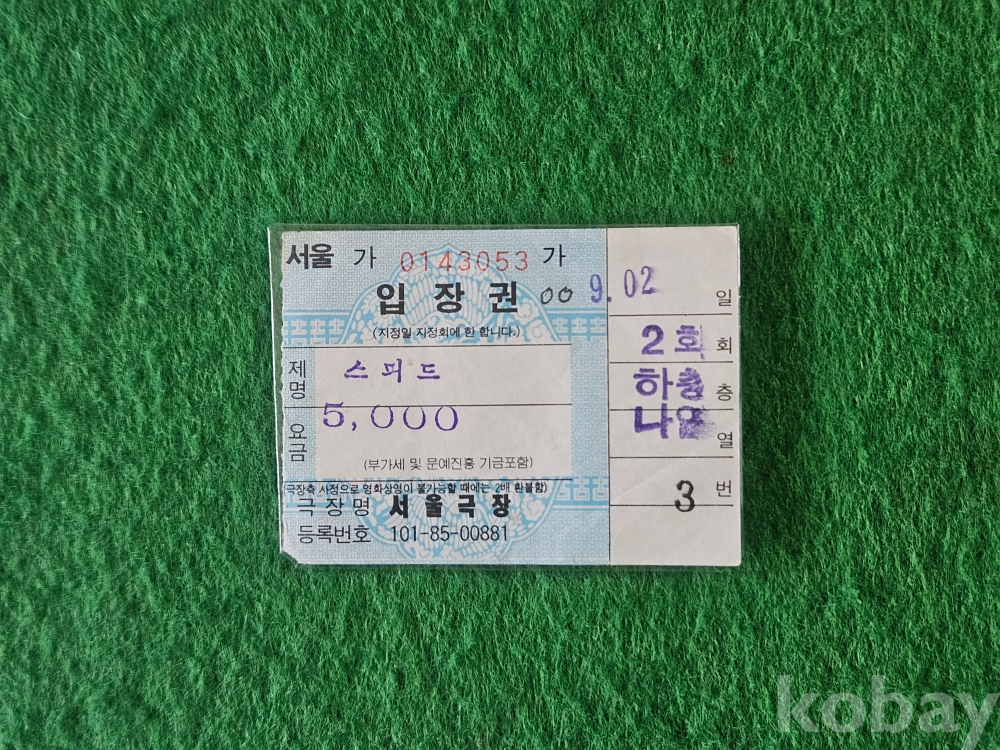 서울 가 0143053 가
입장권 00 9.02 일
(지정일 지정회에 한 합니다.)
제명 스피드
2회 회
하층 층
요금 5,000
나열 열
(부가세 및 문예진흥 기금포함)
3 번
(극장측 사정으로 영화상영이 불가능할 때에는 2배 환불함)
극장명 서울극장
등록번호 101-85-00881
kobay